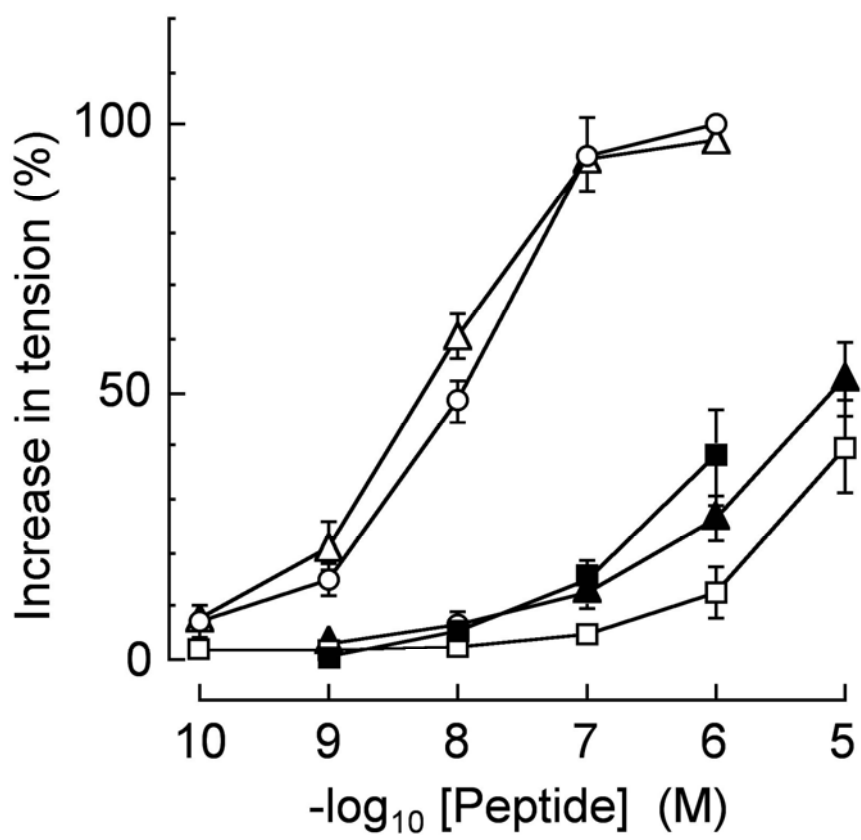 Increase in tension (%)
100
50
0
10 9 8 7 6 5
-log₁₀ [Peptide] (M)